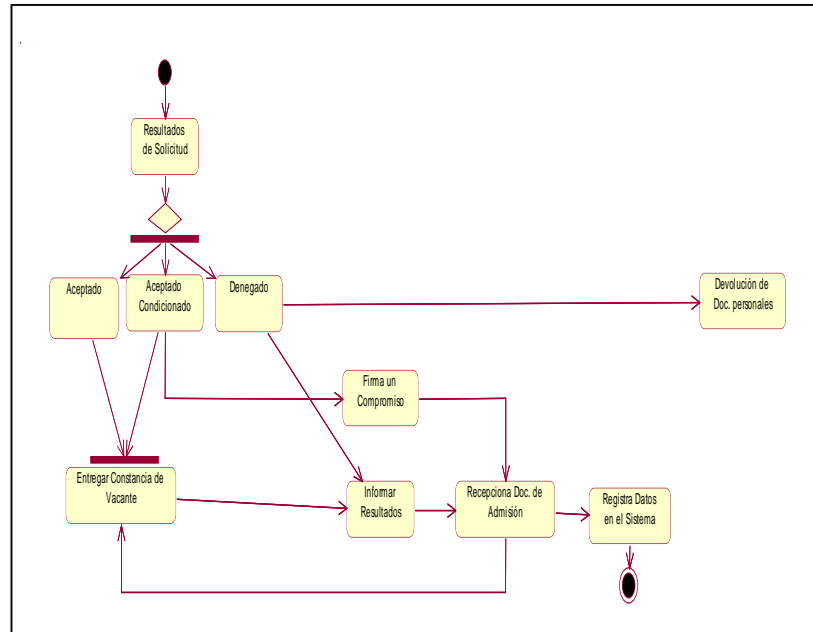 Resultados
de Solicitud
Aceptado
Aceptado
Condicionado
Denegado
Devolución de
Doc. personales
Firma un
Compromiso
Entregar Constancia de
Vacante
Informar
Resultados
Recepciona Doc. de
Admisión
Registra Datos
en el Sistema